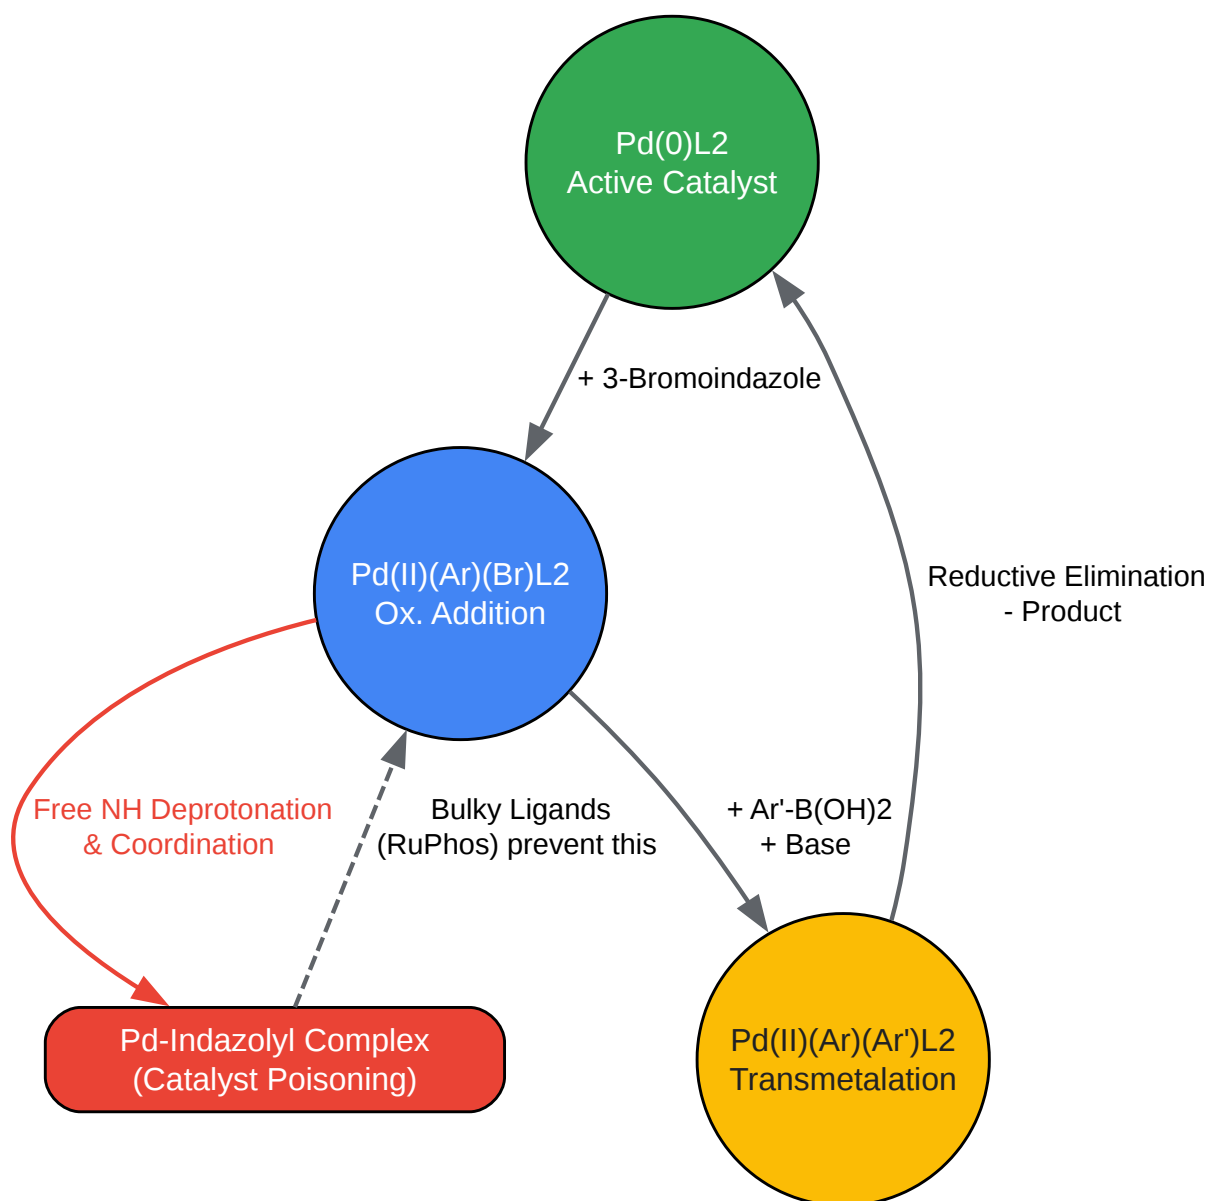 Pd(0)L2
Active Catalyst
+ 3-Bromoindazole
Pd(II)(Ar)(Br)L2
Ox. Addition
Reductive Elimination
- Product
Free NH Deprotonation
& Coordination
Bulky Ligands
(RuPhos) prevent this
+ Ar'-B(OH)2
+ Base
Pd-Indazolyl Complex
(Catalyst Poisoning)
Pd(II)(Ar)(Ar')L2
Transmetalation